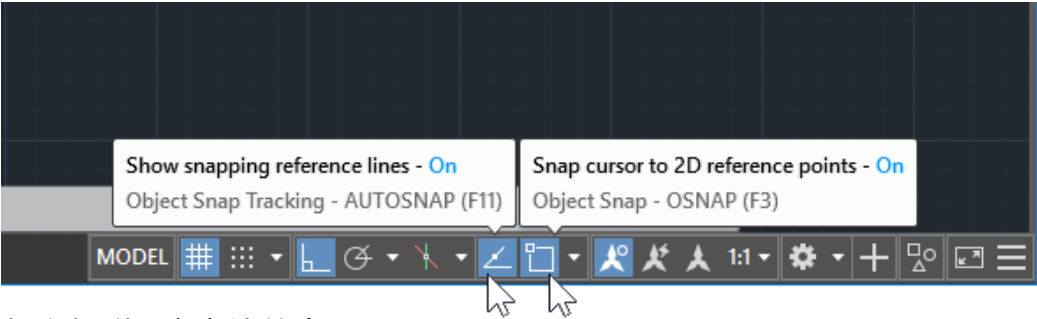 Show snapping reference lines - On
Object Snap Tracking - AUTOSNAP (F11)
Snap cursor to 2D reference points - On
Object Snap - OSNAP (F3)
MODEL
1:1